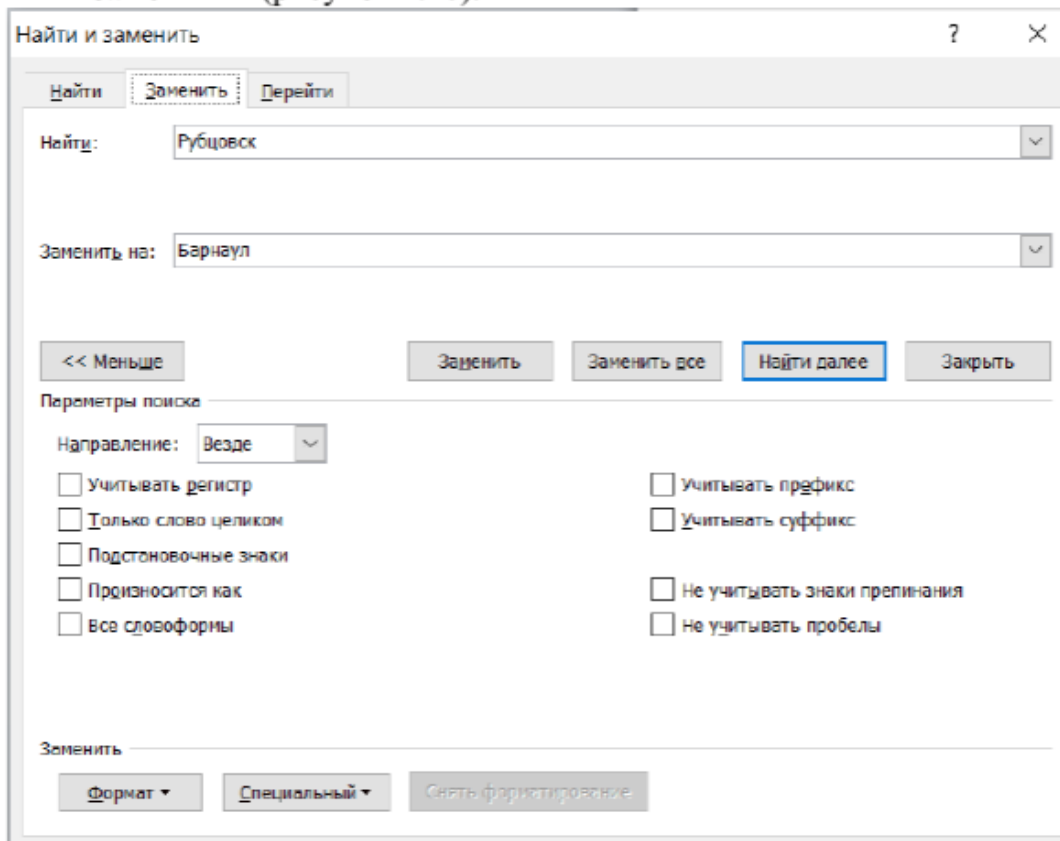 Найти и заменить ? ×
Найти Заменить Перейти
Найти: Рубцовск
Заменить на: Барнаул
<< Меньше Заменить Заменить все Найти далее Закрыть
Параметры поиска
Направление: Везде
Учитывать регистр Учитывать префикс
Только слово целиком Учитывать суффикс
Подстановочные знаки
Произносится как Не учитывать знаки препинания
Все словоформы Не учитывать пробелы
Заменить
Формат Специальный Снять форматирование